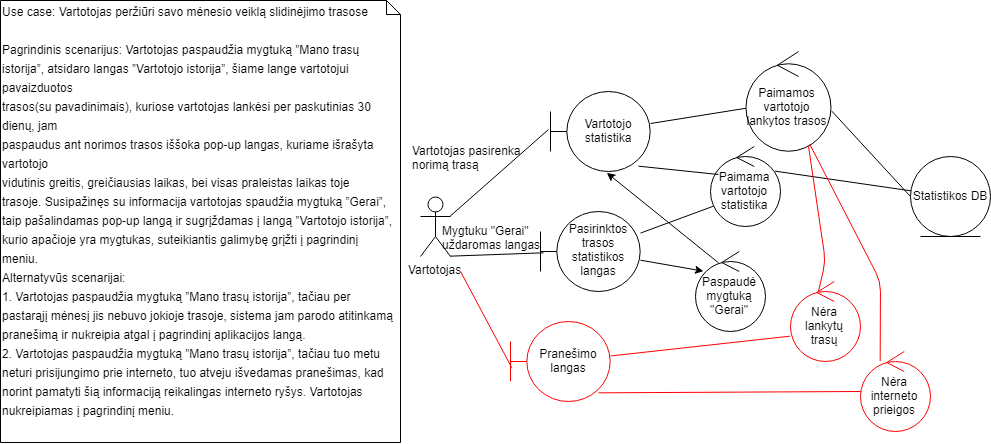 Use case: Vartotojas peržiūri savo mėnesio veiklą slidinėjimo trasose
Pagrindinis scenarijus: Vartotojas paspaudžia mygtuką ”Mano trasų
istorija”, atsidaro langas ”Vartotojo istorija”, šiame lange vartotojui
pavaizduotos
trasos(su pavadinimais), kuriose vartotojas lankėsi per paskutinias 30
dienų, jam
paspaudus ant norimos trasos iššoka pop-up langas, kuriame išrašyta
vartotojo
vidutinis greitis, greičiausias laikas, bei visas praleistas laikas toje
trasoje. Susipažinęs su informacija vartotojas spaudžia mygtuką ”Gerai”,
taip pašalindamas pop-up langą ir sugrįždamas į langą ”Vartotojo istorija”,
kurio apačioje yra mygtukas, suteikiantis galimybę grįžti į pagrindinį
meniu.
Alternatyvūs scenarijai:
1. Vartotojas paspaudžia mygtuką ”Mano trasų istorija”, tačiau per
pastarąjį mėnesį jis nebuvo jokioje trasoje, sistema jam parodo atitinkamą
pranešimą ir nukreipia atgal į pagrindinį aplikacijos langą.
2. Vartotojas paspaudžia mygtuką ”Mano trasų istorija”, tačiau tuo metu
neturi prisijungimo prie interneto, tuo atveju išvedamas pranešimas, kad
norint pamatyti šią informaciją reikalingas interneto ryšys. Vartotojas
nukreipiamas į pagrindinį meniu.
Vartotojas pasirenka
norimą trasą
Mygtuku "Gerai"
uždaromas langas
Vartotojas
Vartotojo
statistika
Pasirinktos
trasos
statistikos
langas
Pranešimo
langas
Paimamos
vartotojo
lankytos trasos
Paimama
vartotojo
statistika
Paspaudė
mygtuką
"Gerai"
Nėra
lankytų
trasų
Nėra
interneto
prieigos
Statistikos DB